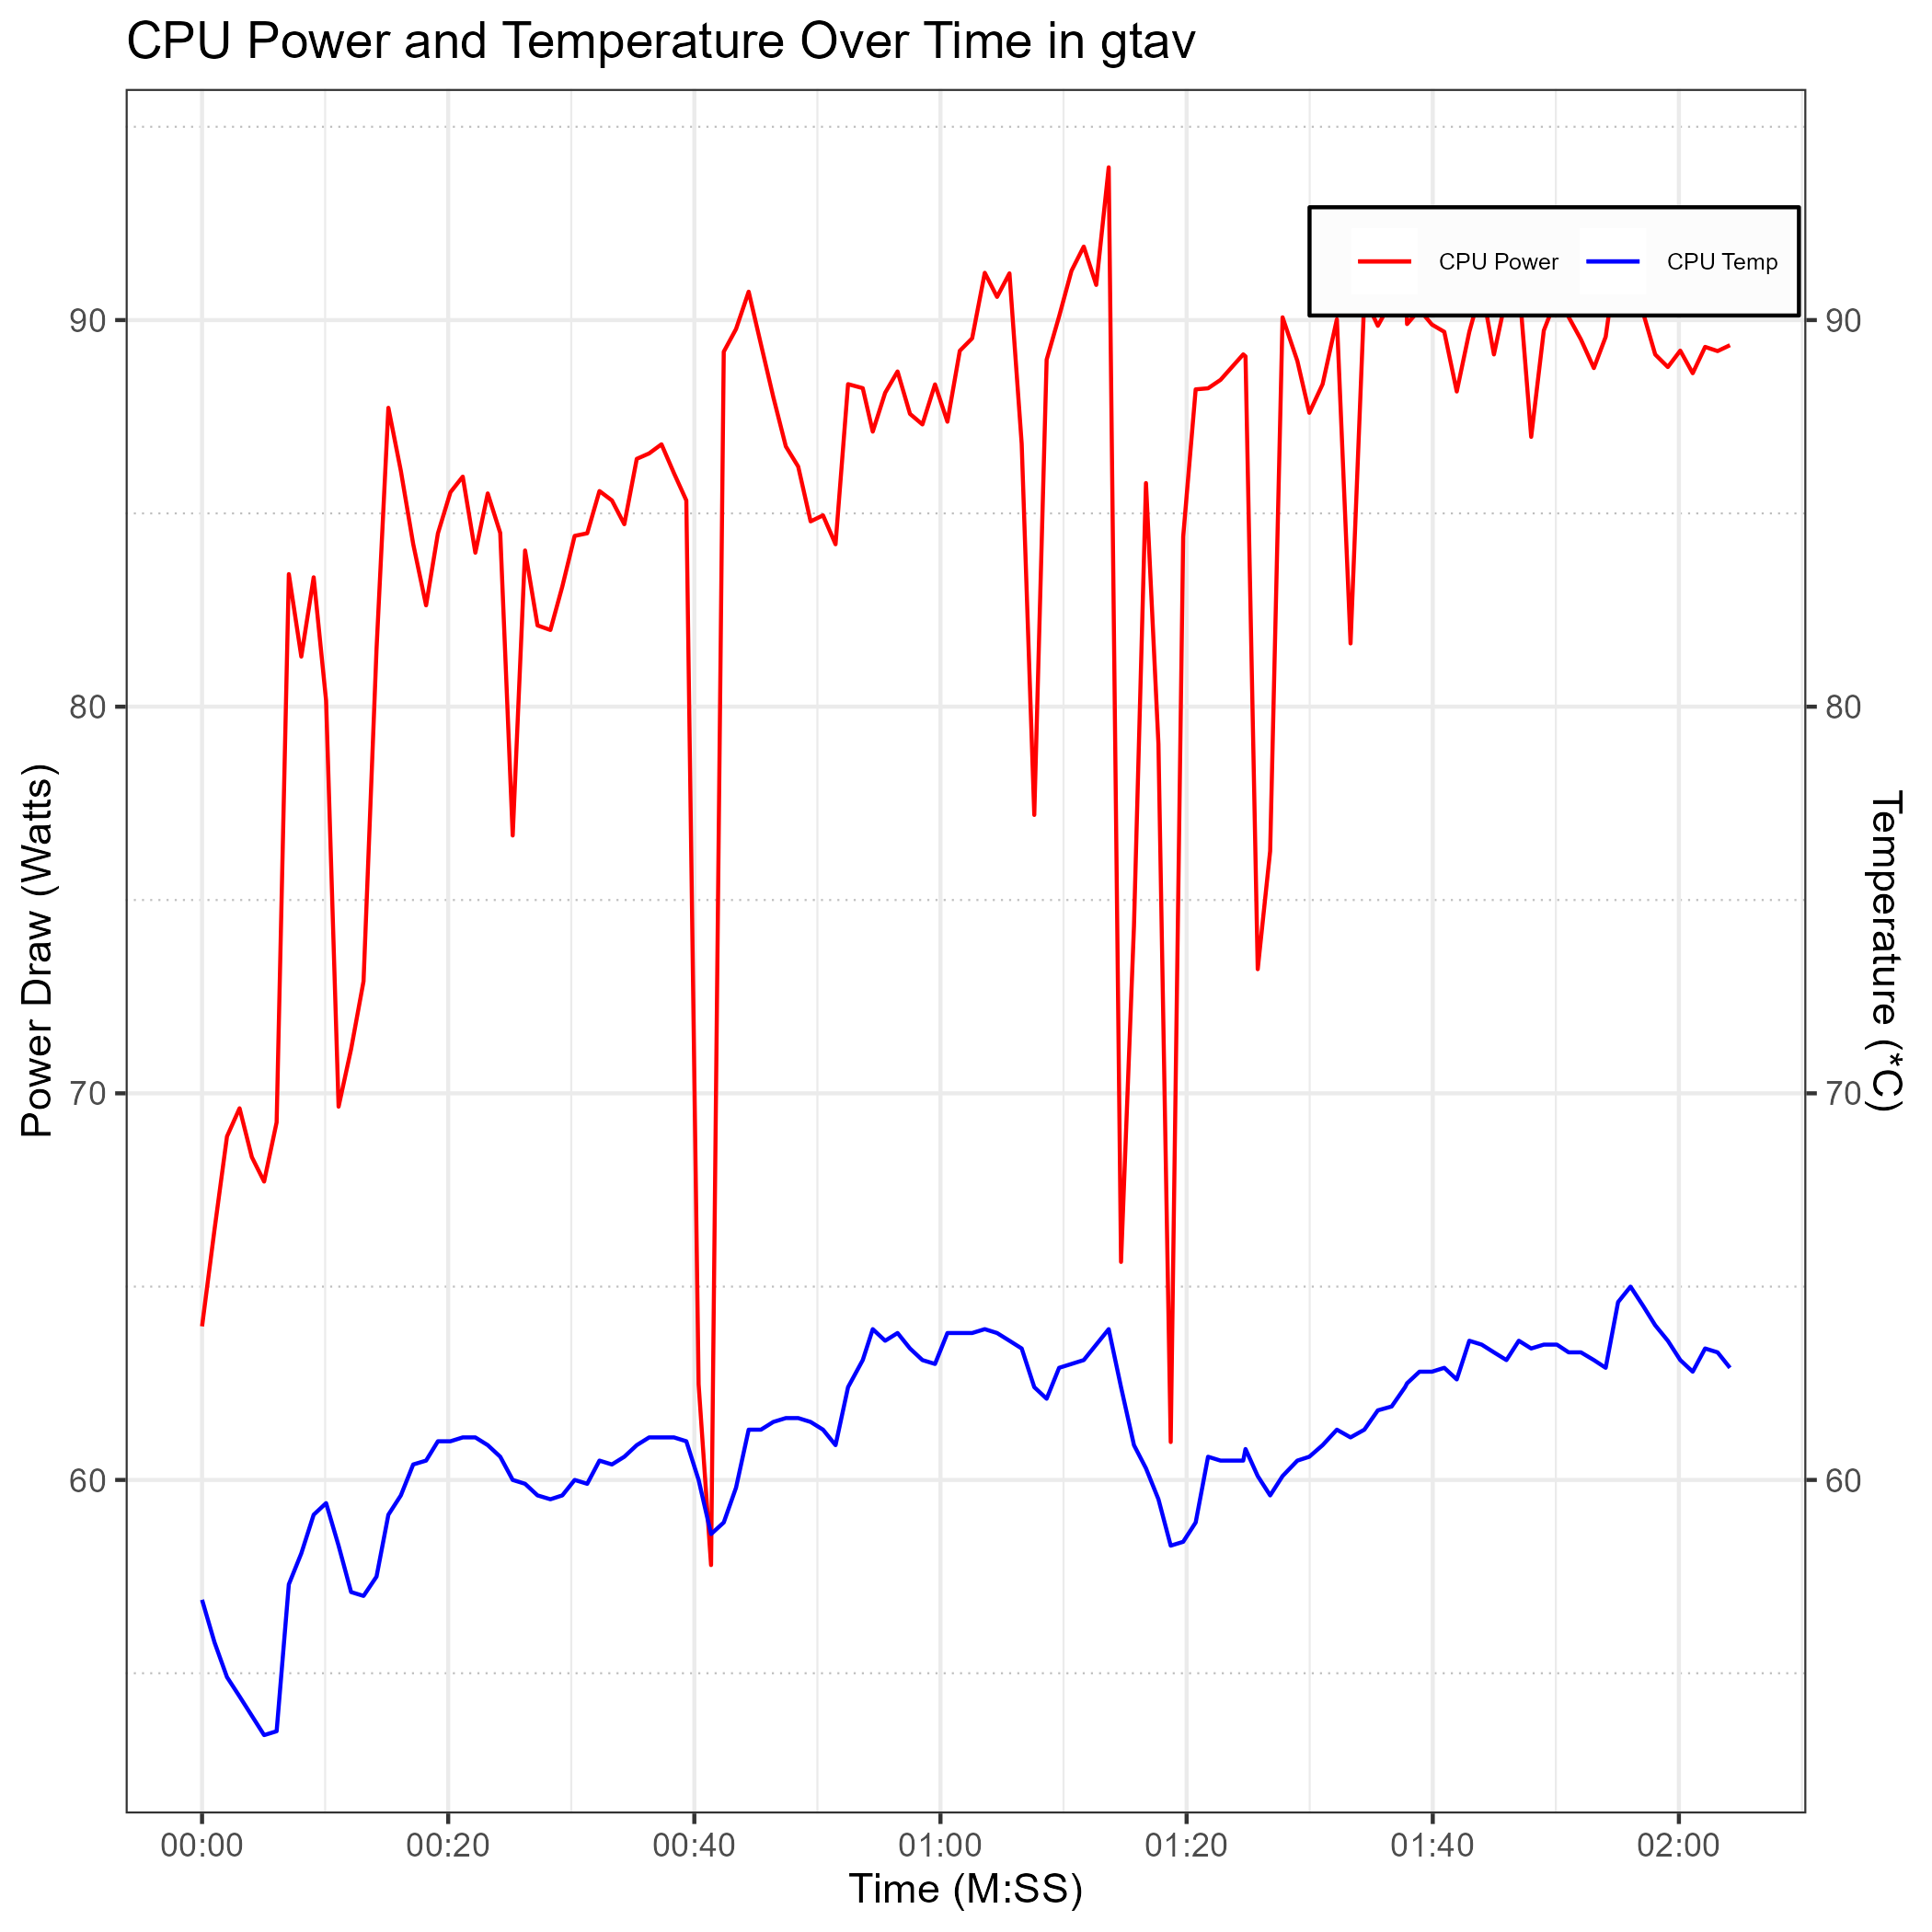 CPU Power and Temperature Over Time in gtav
CPU Power CPU Temp
90 90
80 80
70 70
60 60
Power Draw (Watts)
Temperature (*C)
00:00 00:20 00:40 01:00 01:20 01:40 02:00
Time (M:SS)